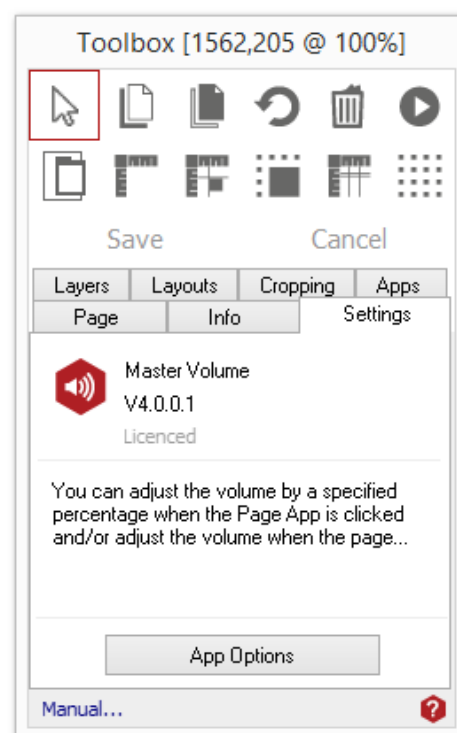 Toolbox [1562,205 @ 100%]
Save Cancel
Layers Layouts Cropping Apps
Page Info Settings
Master Volume
V4.0.0.1
Licenced
You can adjust the volume by a specified
percentage when the Page App is clicked
and/or adjust the volume when the page...
App Options
Manual... ?